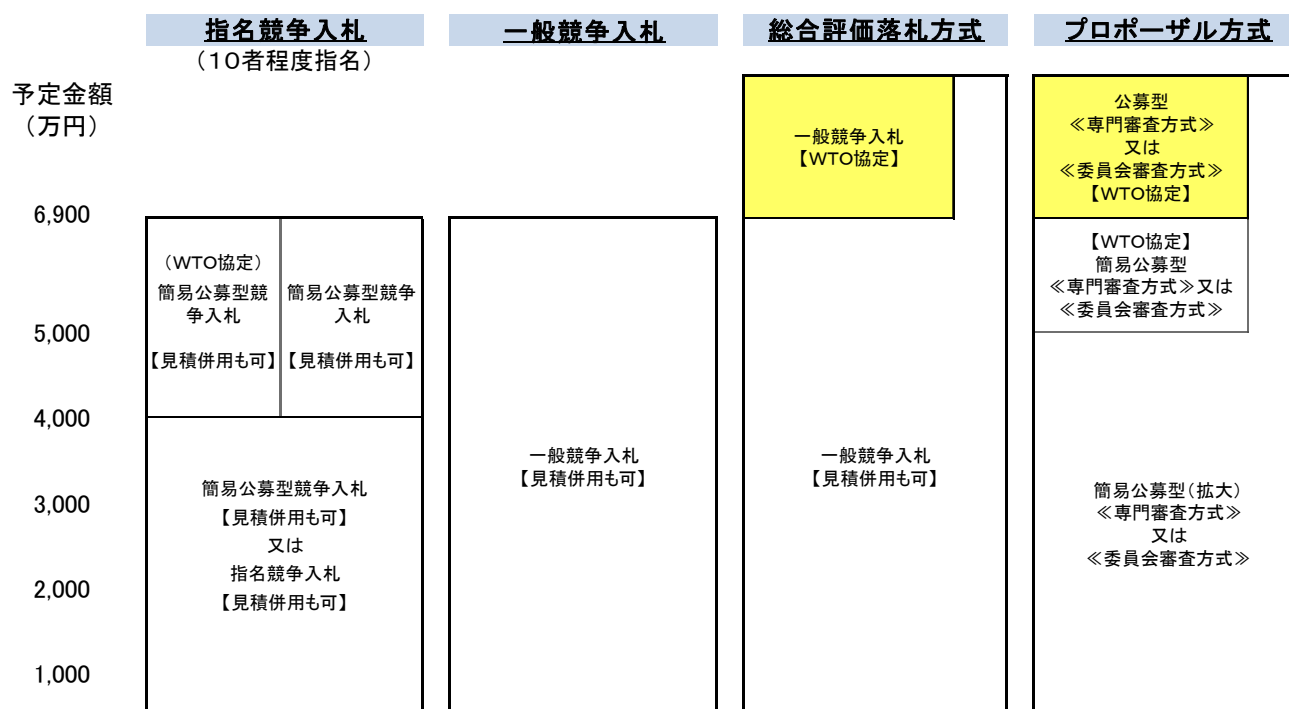 指名競争入札
（10者程度指名）
一般競争入札
総合評価落札方式
プロポーザル方式
予定金額
（万円）
6,900
5,000
4,000
3,000
2,000
1,000
（WTO協定）
簡易公募型競
争入札
【見積併用も可】
簡易公募型競争
入札
【見積併用も可】
簡易公募型競争入札
【見積併用も可】
又は
指名競争入札
【見積併用も可】
一般競争入札
【見積併用も可】
一般競争入札
【WTO協定】
一般競争入札
【見積併用も可】
公募型
≪専門審査方式≫
又は
≪委員会審査方式≫
【WTO協定】
【WTO協定】
簡易公募型
≪専門審査方式≫又は
≪委員会審査方式≫
簡易公募型（拡大）
≪専門審査方式≫
又は
≪委員会審査方式≫